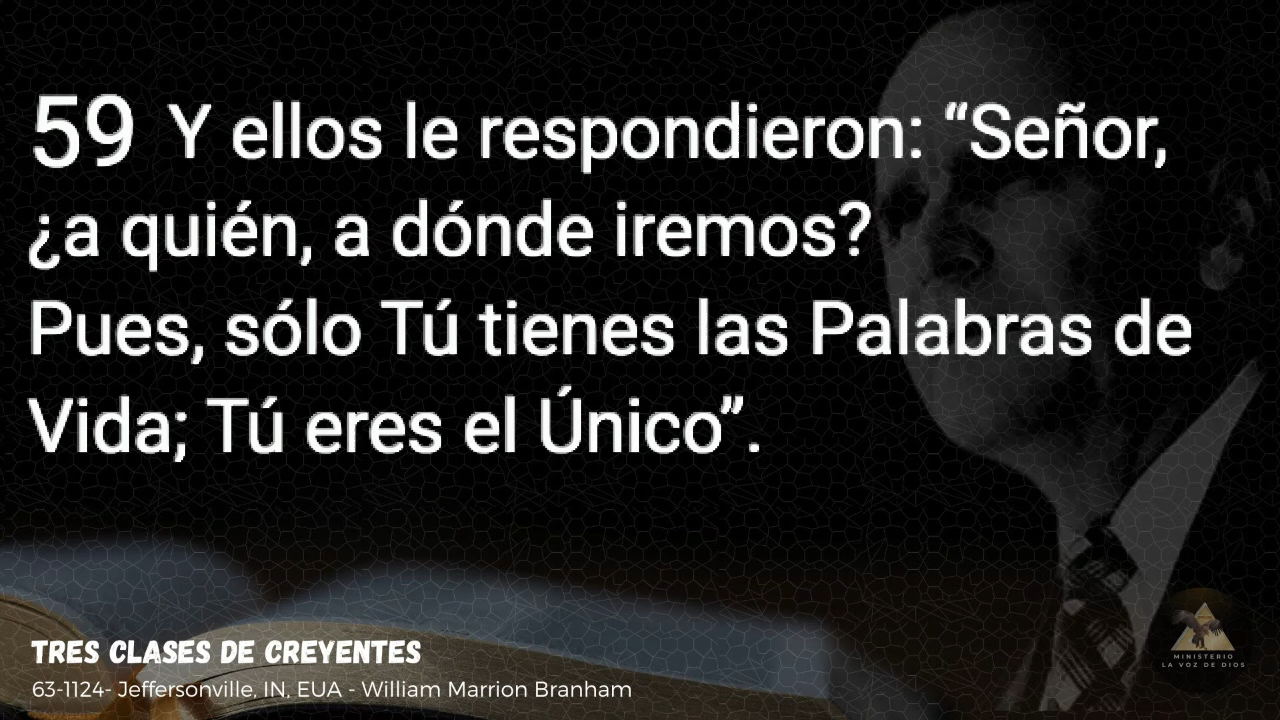 59 Y ellos le respondieron: “Señor,
¿a quién, a dónde iremos?
Pues, sólo Tú tienes las Palabras de
Vida; Tú eres el Único”.
TRES CLASES DE CREYENTES
63-1124- Jeffersonville, IN, EUA - William Marrion Branham
MINISTERIO
LA VOZ DE DIOS